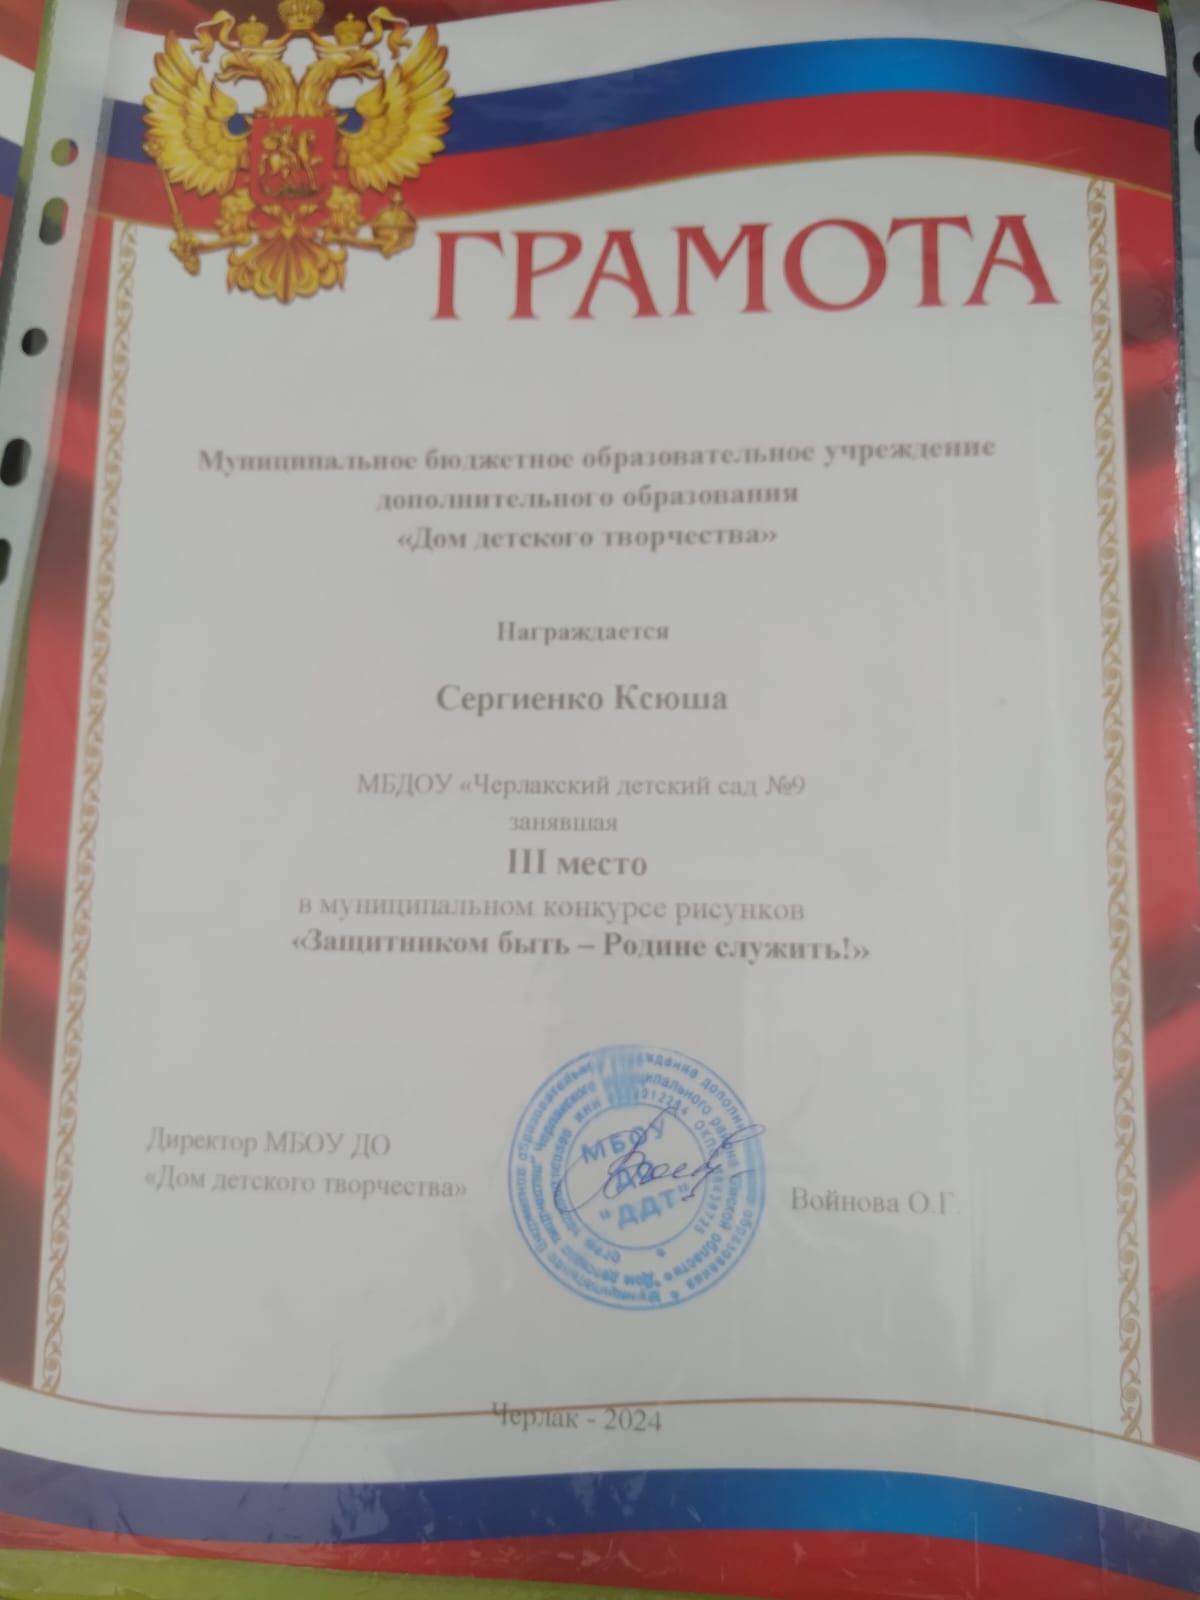 ГРАМОТА
Муниципальное бюджетное образовательное учреждение
дополнительного образования
«Дом детского творчества»
Награждается
Сергиенко Ксюша
МБДОУ «Черлакский детский сад №9
занявшая
III место
в муниципальном конкурсе рисунков
«Защитником быть – Родине служить!»
Директор МБОУ ДО
«Дом детского творчества»
МБОУ
ДО
"ДДТ"
Войнова О.Г.
Черлак - 2024